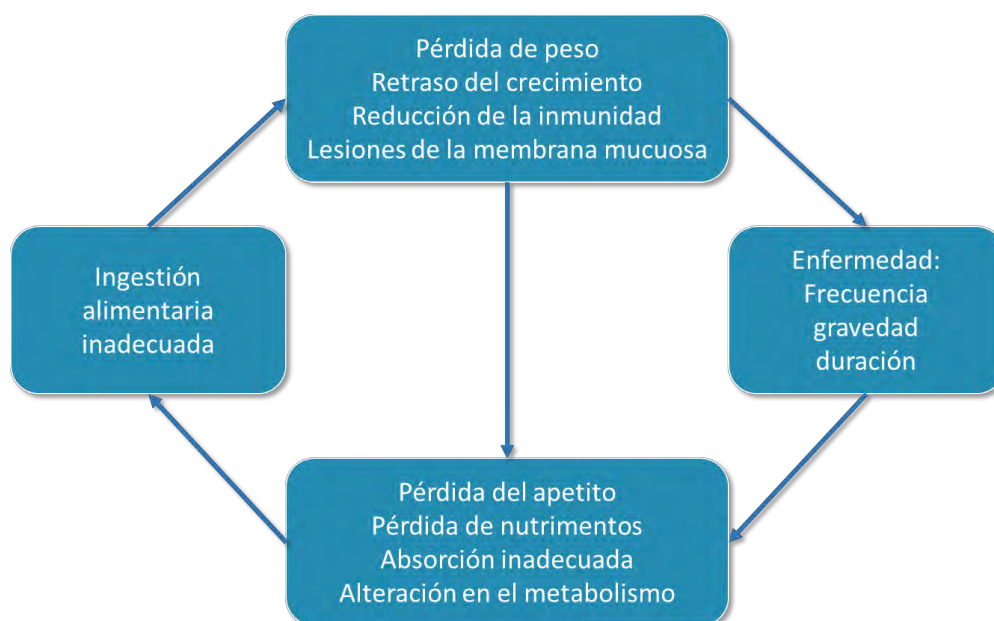 Pérdida de peso
Retraso del crecimiento
Reducción de la inmunidad
Lesiones de la membrana mucuosa
Ingestión
alimentaria
inadecuada
Enfermedad:
Frecuencia
gravedad
duración
Pérdida del apetito
Pérdida de nutrimentos
Absorción inadecuada
Alteración en el metabolismo